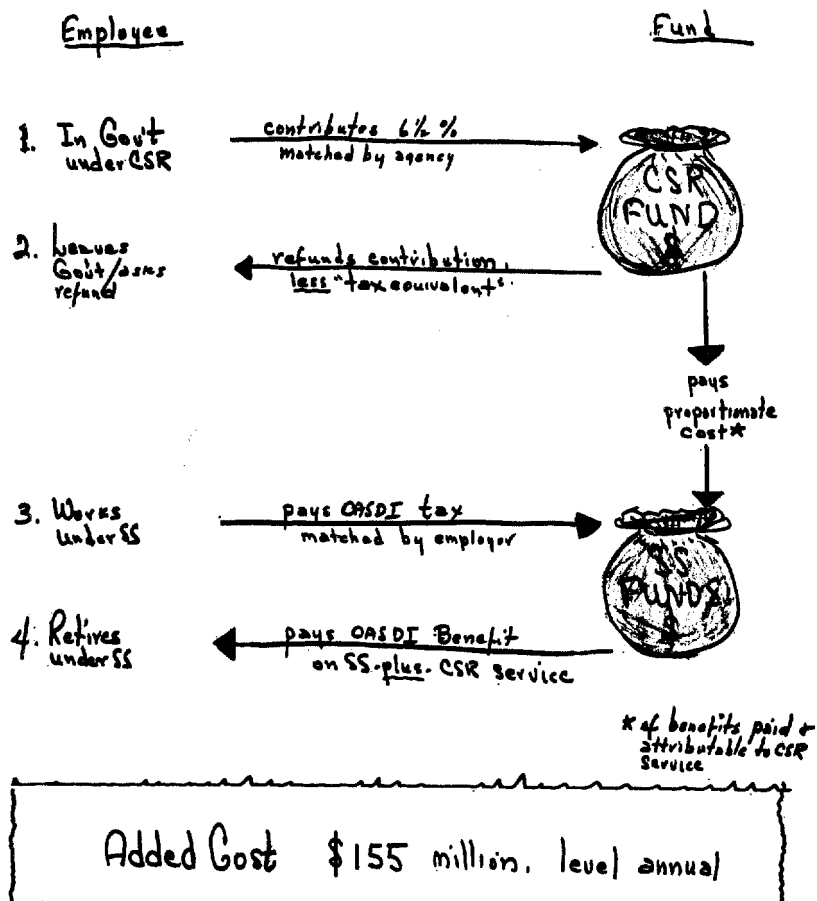 Employee
Fund
1. In Gov't
under CSR
contributes 6½ %
matched by agency
CSR
FUND
$
2. Leaves
Gov't/asks
refund
refunds contribution,
less "tax equivalent".
pays
proportionate
cost*
3. Works
under SS
pays OASDI tax
matched by employer
SS
FUNDS
$
4. Retires
under SS
pays OASDI Benefit
on SS-plus-CSR service
* of benefits paid &
attributable to CSR
service
Added Cost $155 million, level annual